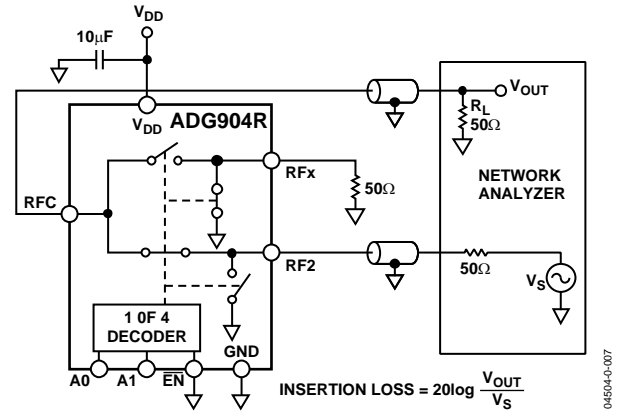 VDD
10μF
VDD
ADG904R
VOUT
RL
50Ω
RFx
50Ω
NETWORK
ANALYZER
RFC
RF2
50Ω
VS
1 0F 4
DECODER
GND
A0
A1
EN
INSERTION LOSS = 20log VOUT
VS
04504-0-007